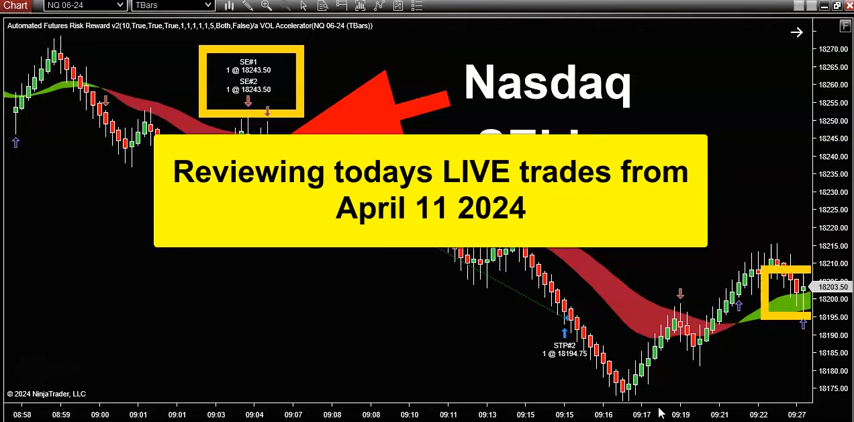 Chart NQ 06-24 TBars
Automated Futures Risk Reward v2(10,True,True,True,1,1,1,1,1,5,Both,False)/a VOL Accelerator(NQ 06-24 (TBars))
F
SE#1
1 @ 18243.50
SE#2
1 @ 18243.50
Nasdaq
Reviewing todays LIVE trades from
April 11 2024
STP#2
1 @ 18194.75
18270.00
18265.00
18260.00
18255.00
18250.00
18245.00
18240.00
18235.00
18230.00
18225.00
18220.00
18215.00
18210.00
18203.50
18200.00
18195.00
18190.00
18185.00
18180.00
18175.00
© 2024 NinjaTrader, LLC
08:58 08:59 09:00 09:01 09:01 09:02 09:04 09:07 09:07 09:09 09:10 09:11 09:13 09:14 09:15 09:16 09:17 09:19 09:21 09:22 09:27